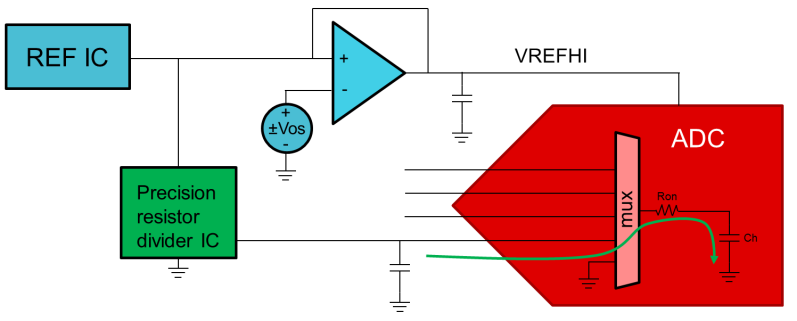 REF IC
+
-
VREFHI
+
±Vos
-
ADC
Precision
resistor
divider IC
mux
Ron
Ch